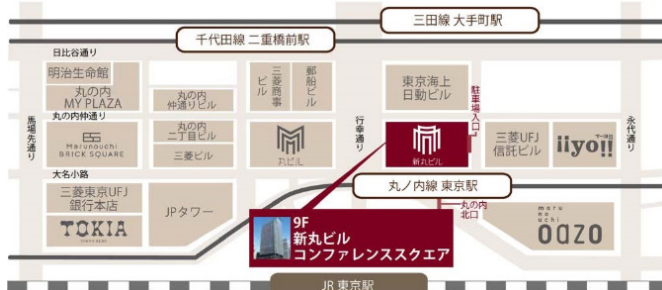 三田線 大手町駅
千代田線 二重橋前駅
日比谷通り
明治生命館
丸の内
MY PLAZA
丸の内
仲通りビル
三菱商事
ビル
郵船ビル
東京海上
日動ビル
駐車場入口
丸の内仲通り
馬場先通り
Marunouchi
BRICK SQUARE
丸の内
二丁目ビル
三菱ビル
丸ビル
行幸通り
新丸ビル
三菱UFJ
信託ビル
iiyo!!
永代通り
大名小路
丸ノ内線 東京駅
三菱東京UFJ
銀行本店
TOKIA
JPタワー
9F
新丸ビル
コンファレンススクエア
丸の内
北口
maru
no
uchi
oazo
JR 東京駅